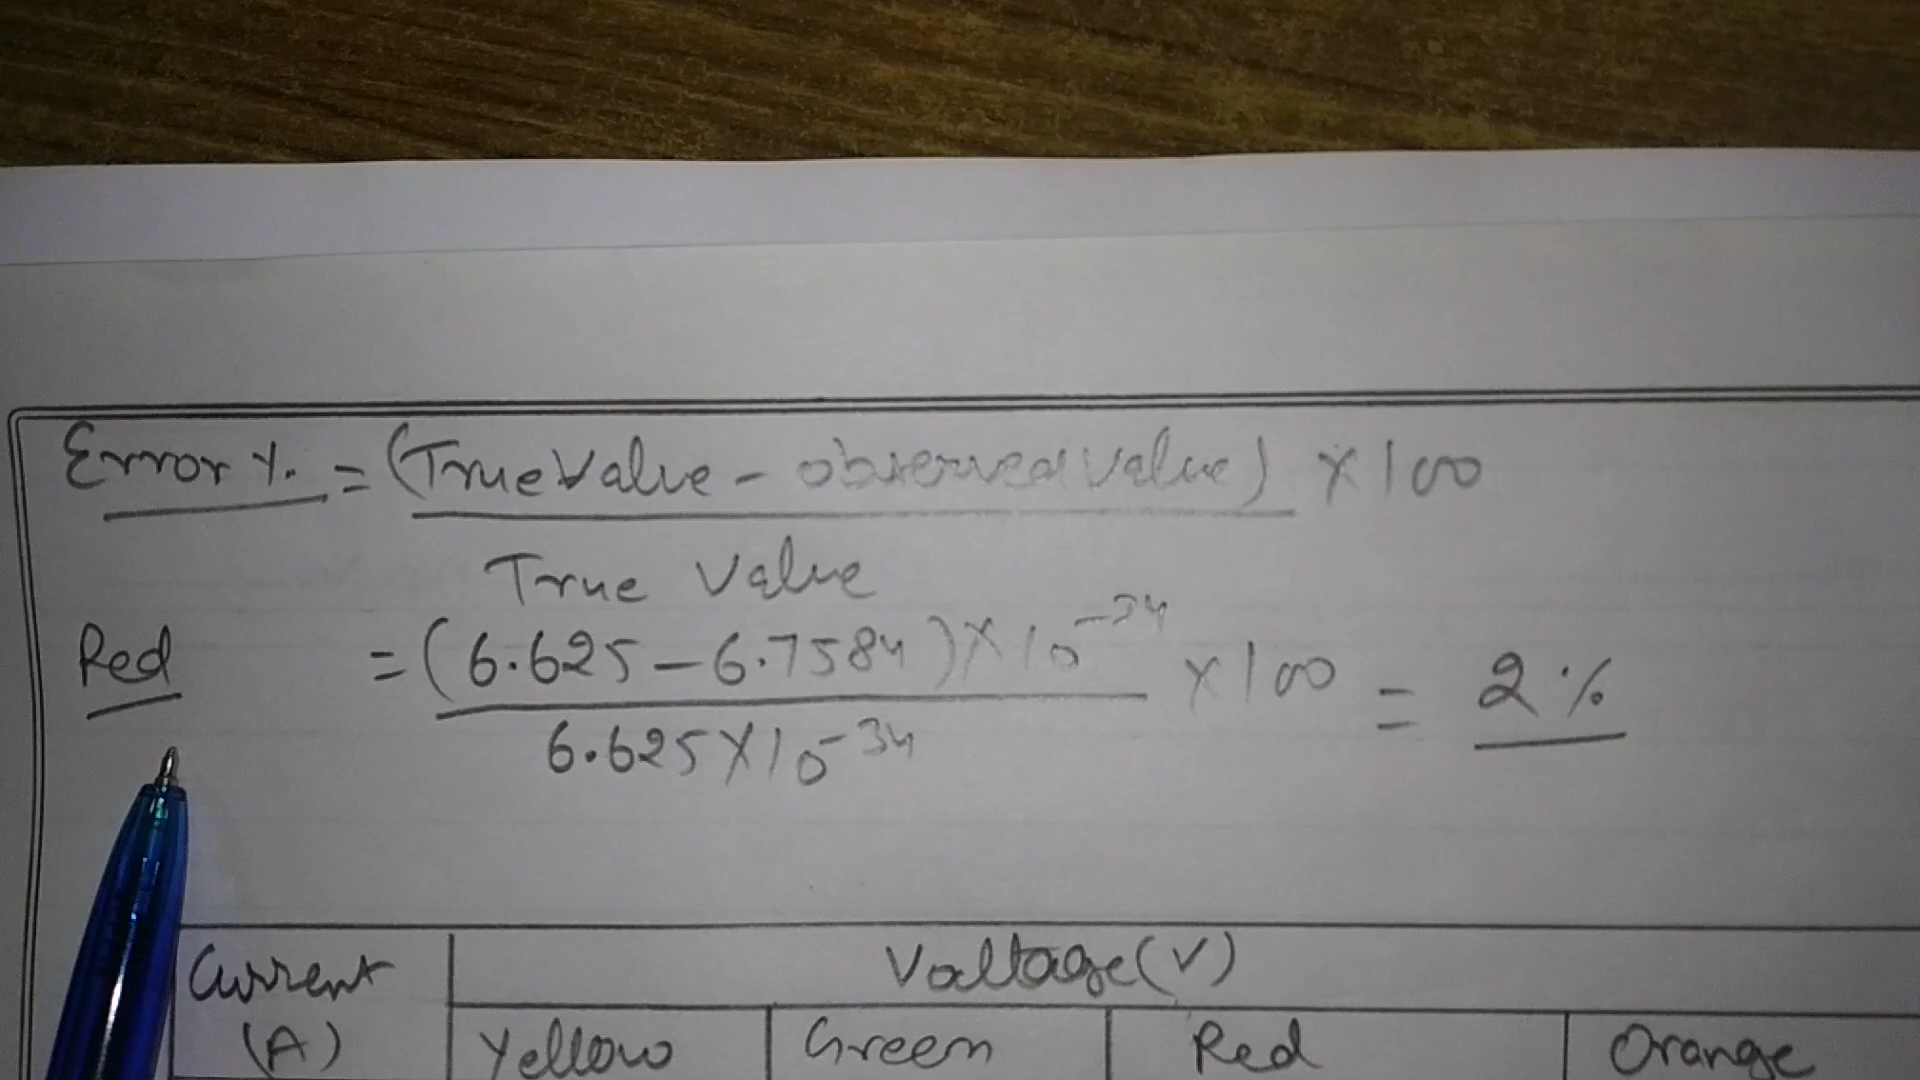 Error %. = (True Value - observed value) × 100
True Value
Red = (6.625 - 6.7584) × 10⁻³⁴ × 100 = 2 %
6.625 × 10⁻³⁴
Current Voltage (V)
(A) Yellow Green Red Orange